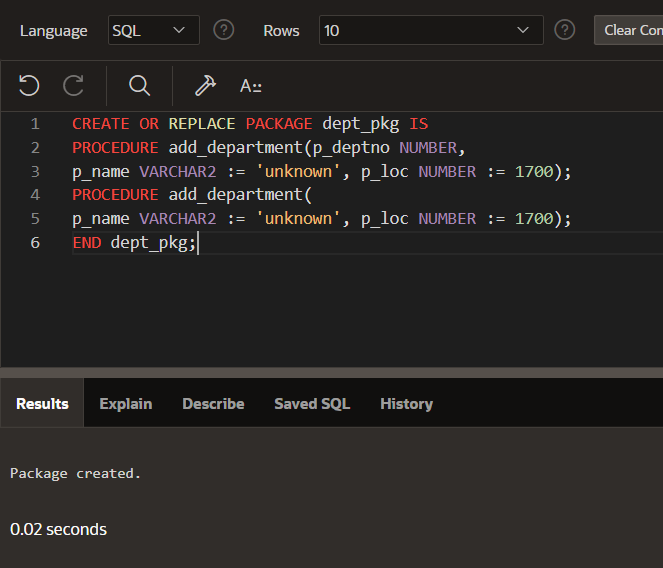 Language SQL ? Rows 10 ? Clear Con
A::
1 CREATE OR REPLACE PACKAGE dept_pkg IS
2 PROCEDURE add_department(p_deptno NUMBER,
3 p_name VARCHAR2 := 'unknown', p_loc NUMBER := 1700);
4 PROCEDURE add_department(
5 p_name VARCHAR2 := 'unknown', p_loc NUMBER := 1700);
6 END dept_pkg;
Results Explain Describe Saved SQL History
Package created.
0.02 seconds